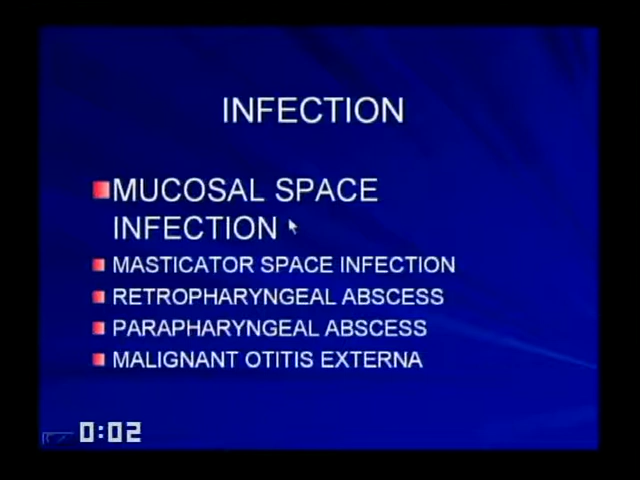 INFECTION
MUCOSAL SPACE
INFECTION
MASTICATOR SPACE INFECTION
RETROPHARYNGEAL ABSCESS
PARAPHARYNGEAL ABSCESS
MALIGNANT OTITIS EXTERNA
0:02